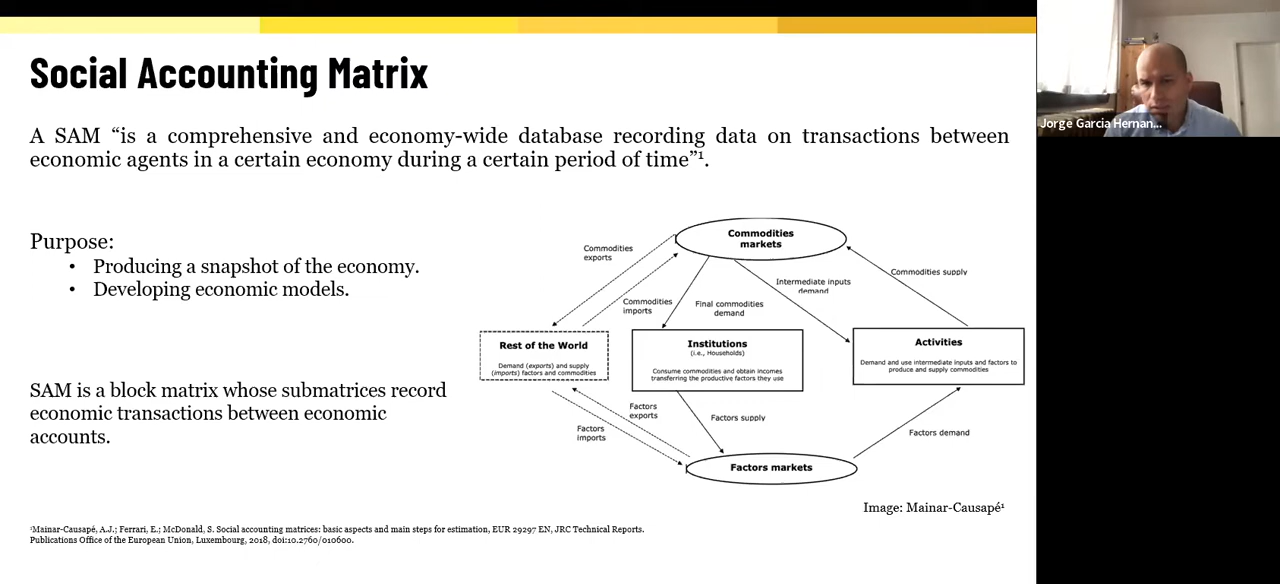 Social Accounting Matrix
A SAM “is a comprehensive and economy-wide database recording data on transactions between
economic agents in a certain economy during a certain period of time”¹.
Purpose:
• Producing a snapshot of the economy.
• Developing economic models.
SAM is a block matrix whose submatrices record
economic transactions between economic
accounts.
Commodities
markets
Commodities
exports
Commodities
imports
Final commodities
demand
Intermediate inputs
demand
Commodities supply
Rest of the World
Demand (exports) and supply
(imports) factors and commodities
Institutions
(i.e., Households)
Consume commodities and obtain incomes
transferring the productive factors they use
Activities
Demand and use intermediate inputs and factors to
produce and supply commodities
Factors
exports
Factors
imports
Factors supply
Factors demand
Factors markets
Image: Mainar-Causapé¹
¹Mainar-Causapé, A.J.; Ferrari, E.; McDonald, S. Social accounting matrices: basic aspects and main steps for estimation, EUR 29297 EN, JRC Technical Reports.
Publications Office of the European Union, Luxembourg, 2018, doi:10.2760/010600.
Jorge Garcia Hernan...